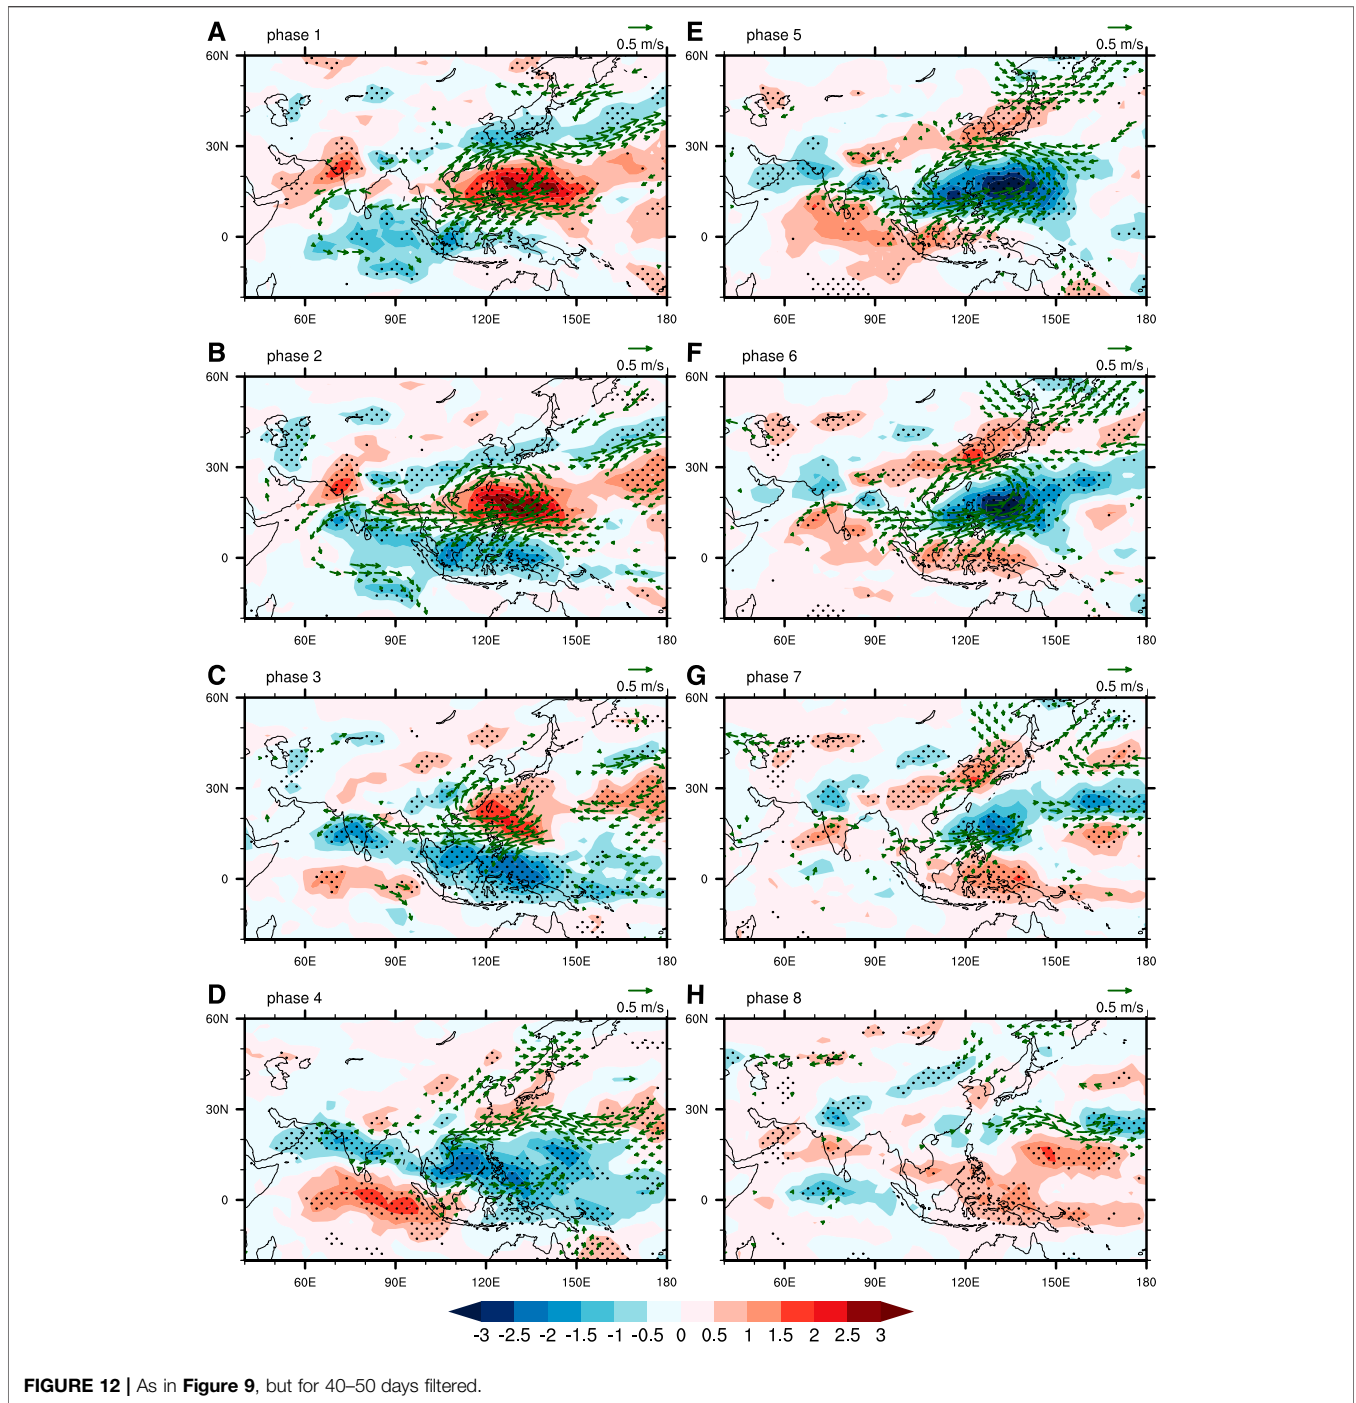 A phase 1 0.5 m/s
60N
30N
0
60E 90E 120E 150E 180
E phase 5 0.5 m/s
60N
30N
0
60E 90E 120E 150E 180
B phase 2 0.5 m/s
60N
30N
0
60E 90E 120E 150E 180
F phase 6 0.5 m/s
60N
30N
0
60E 90E 120E 150E 180
C phase 3 0.5 m/s
60N
30N
0
60E 90E 120E 150E 180
G phase 7 0.5 m/s
60N
30N
0
60E 90E 120E 150E 180
D phase 4 0.5 m/s
60N
30N
0
60E 90E 120E 150E 180
H phase 8 0.5 m/s
60N
30N
0
60E 90E 120E 150E 180
-3 -2.5 -2 -1.5 -1 -0.5 0 0.5 1 1.5 2 2.5 3
FIGURE 12 | As in Figure 9, but for 40–50 days filtered.